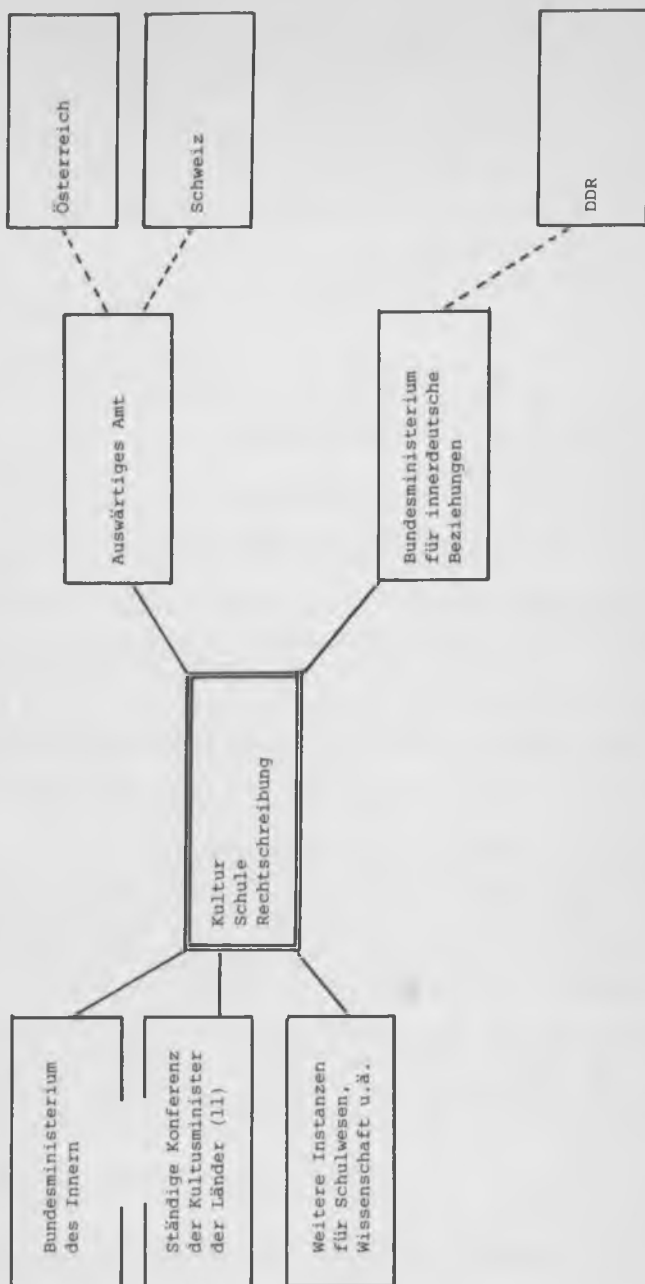 Bundesministerium
des Innern
Ständige Konferenz
der Kultusminister
der Länder (11)
Weitere Instanzen
für Schulwesen,
Wissenschaft u.ä.
Kultur
Schule
Rechtschreibung
Auswärtiges Amt
Bundesministerium
für innerdeutsche
Beziehungen
Österreich
Schweiz
DDR